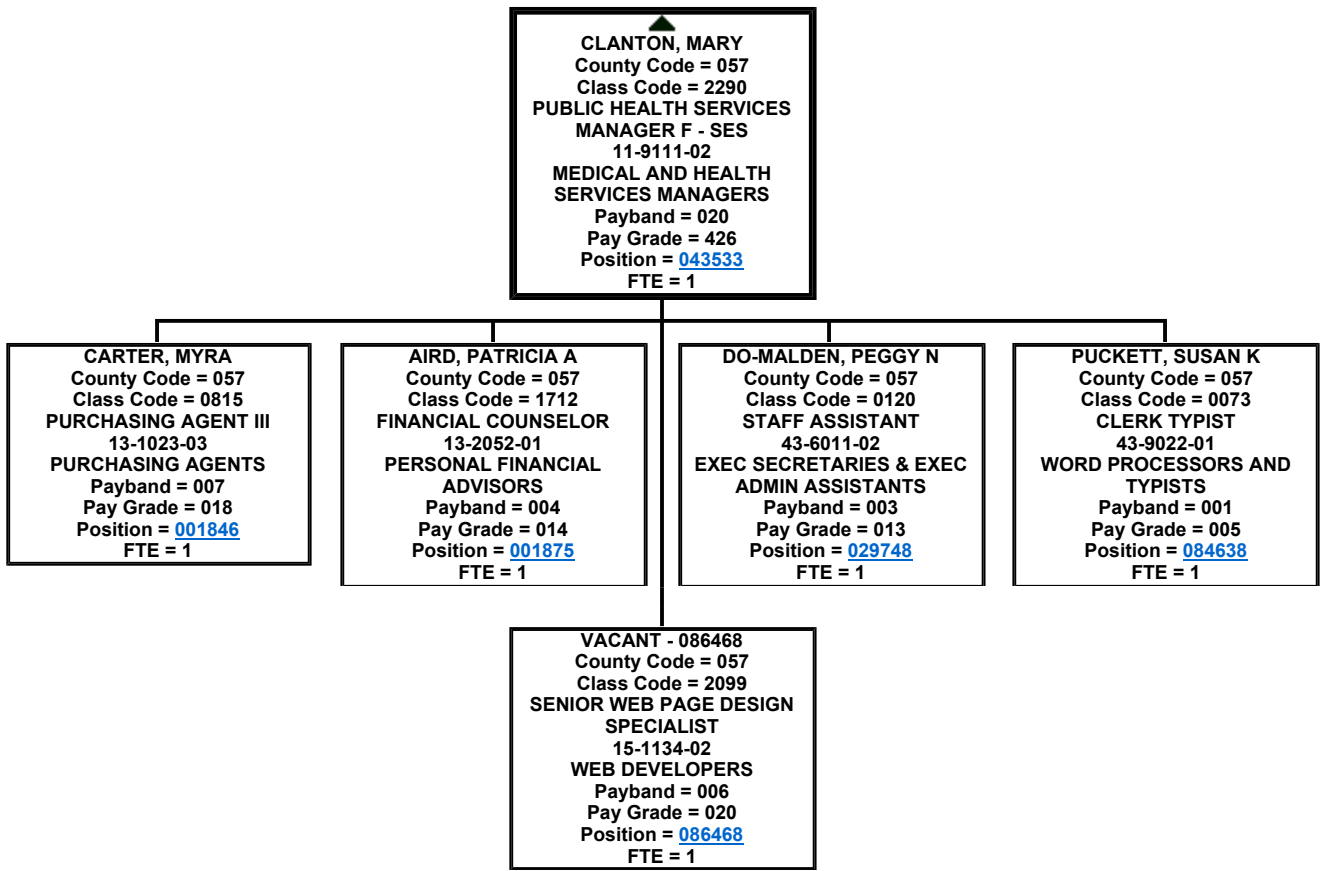 CLANTON, MARY
County Code = 057
Class Code = 2290
PUBLIC HEALTH SERVICES
MANAGER F - SES
11-9111-02
MEDICAL AND HEALTH
SERVICES MANAGERS
Payband = 020
Pay Grade = 426
Position = 043533
FTE = 1
CARTER, MYRA
County Code = 057
Class Code = 0815
PURCHASING AGENT III
13-1023-03
PURCHASING AGENTS
Payband = 007
Pay Grade = 018
Position = 001846
FTE = 1
AIRD, PATRICIA A
County Code = 057
Class Code = 1712
FINANCIAL COUNSELOR
13-2052-01
PERSONAL FINANCIAL
ADVISORS
Payband = 004
Pay Grade = 014
Position = 001875
FTE = 1
DO-MALDEN, PEGGY N
County Code = 057
Class Code = 0120
STAFF ASSISTANT
43-6011-02
EXEC SECRETARIES & EXEC
ADMIN ASSISTANTS
Payband = 003
Pay Grade = 013
Position = 029748
FTE = 1
PUCKETT, SUSAN K
County Code = 057
Class Code = 0073
CLERK TYPIST
43-9022-01
WORD PROCESSORS AND
TYPISTS
Payband = 001
Pay Grade = 005
Position = 084638
FTE = 1
VACANT - 086468
County Code = 057
Class Code = 2099
SENIOR WEB PAGE DESIGN
SPECIALIST
15-1134-02
WEB DEVELOPERS
Payband = 006
Pay Grade = 020
Position = 086468
FTE = 1